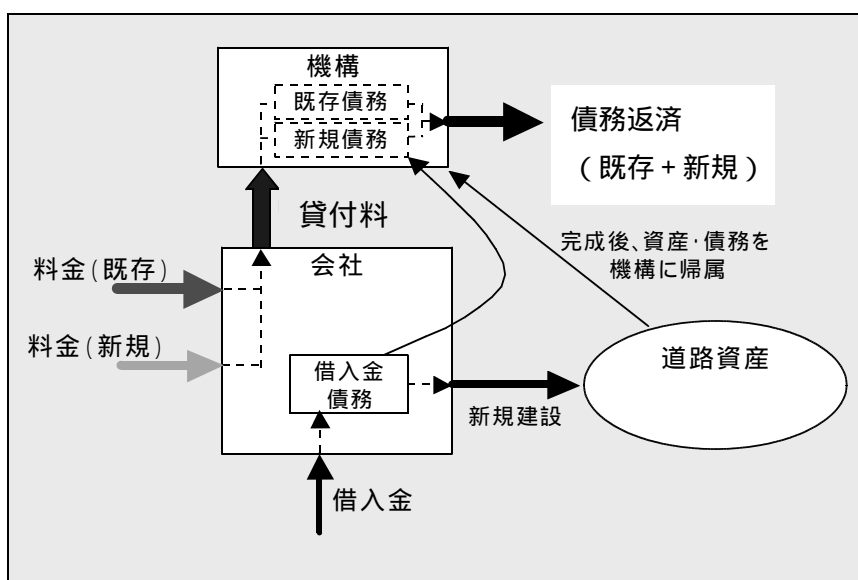 機構
既存債務
新規債務
債務返済
（既存＋新規）
貸付料
完成後、資産・債務を
機構に帰属
会社
料金（既存）
料金（新規）
道路資産
借入金
債務
新規建設
借入金